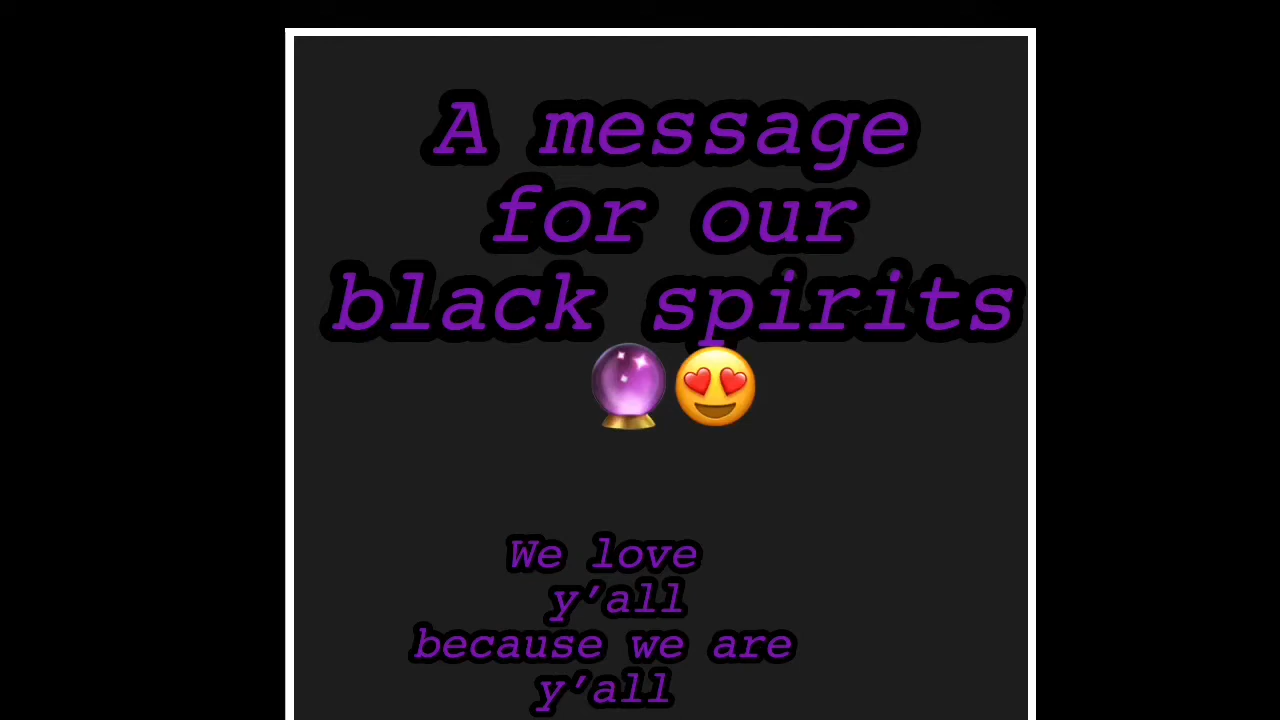 A message
for our
black spirits
🔮😍
We love
y’all
because we are
y’all